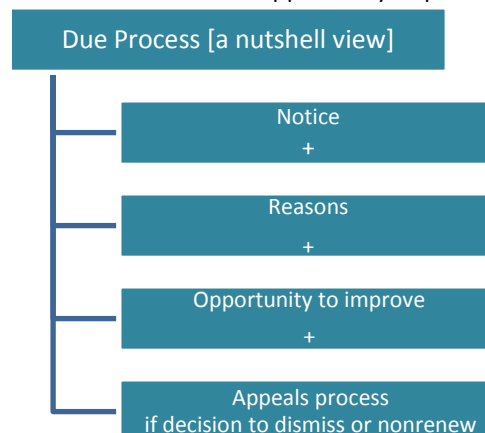 Due Process [a nutshell view]
Notice
+
Reasons
+
Opportunity to improve
+
Appeals process
if decision to dismiss or nonrenew